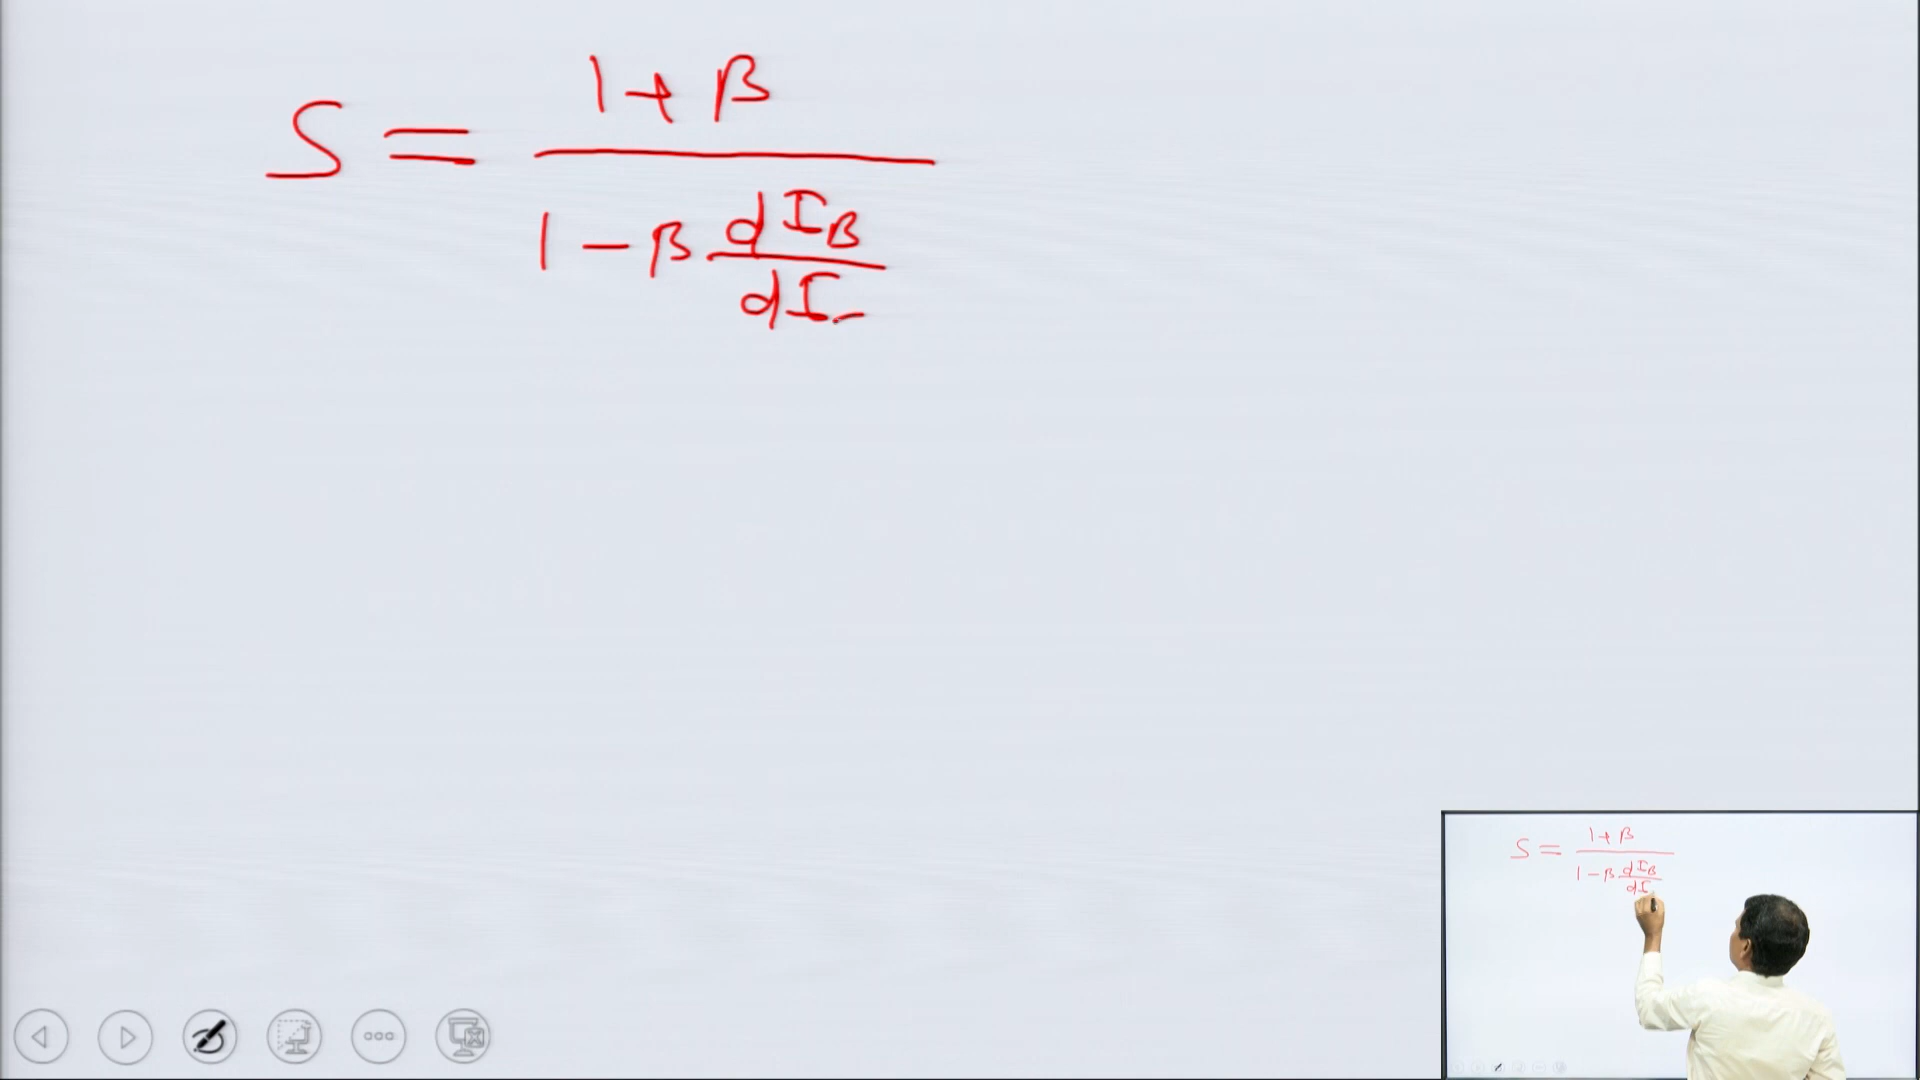 S = (1 + β) / (1 - β dI_B / dI